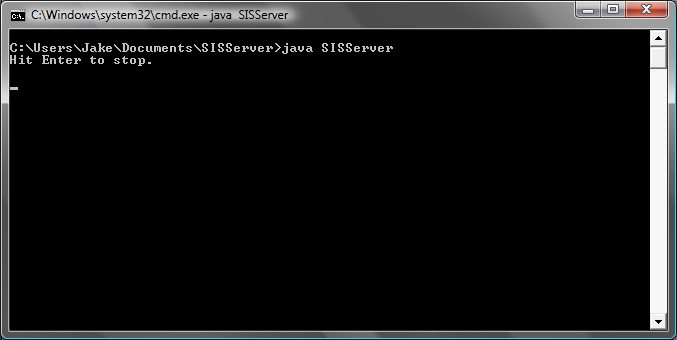 C:\Windows\system32\cmd.exe - java  SISServer
C:\Users\Jake\Documents\SISServer>java SISServer
Hit Enter to stop.